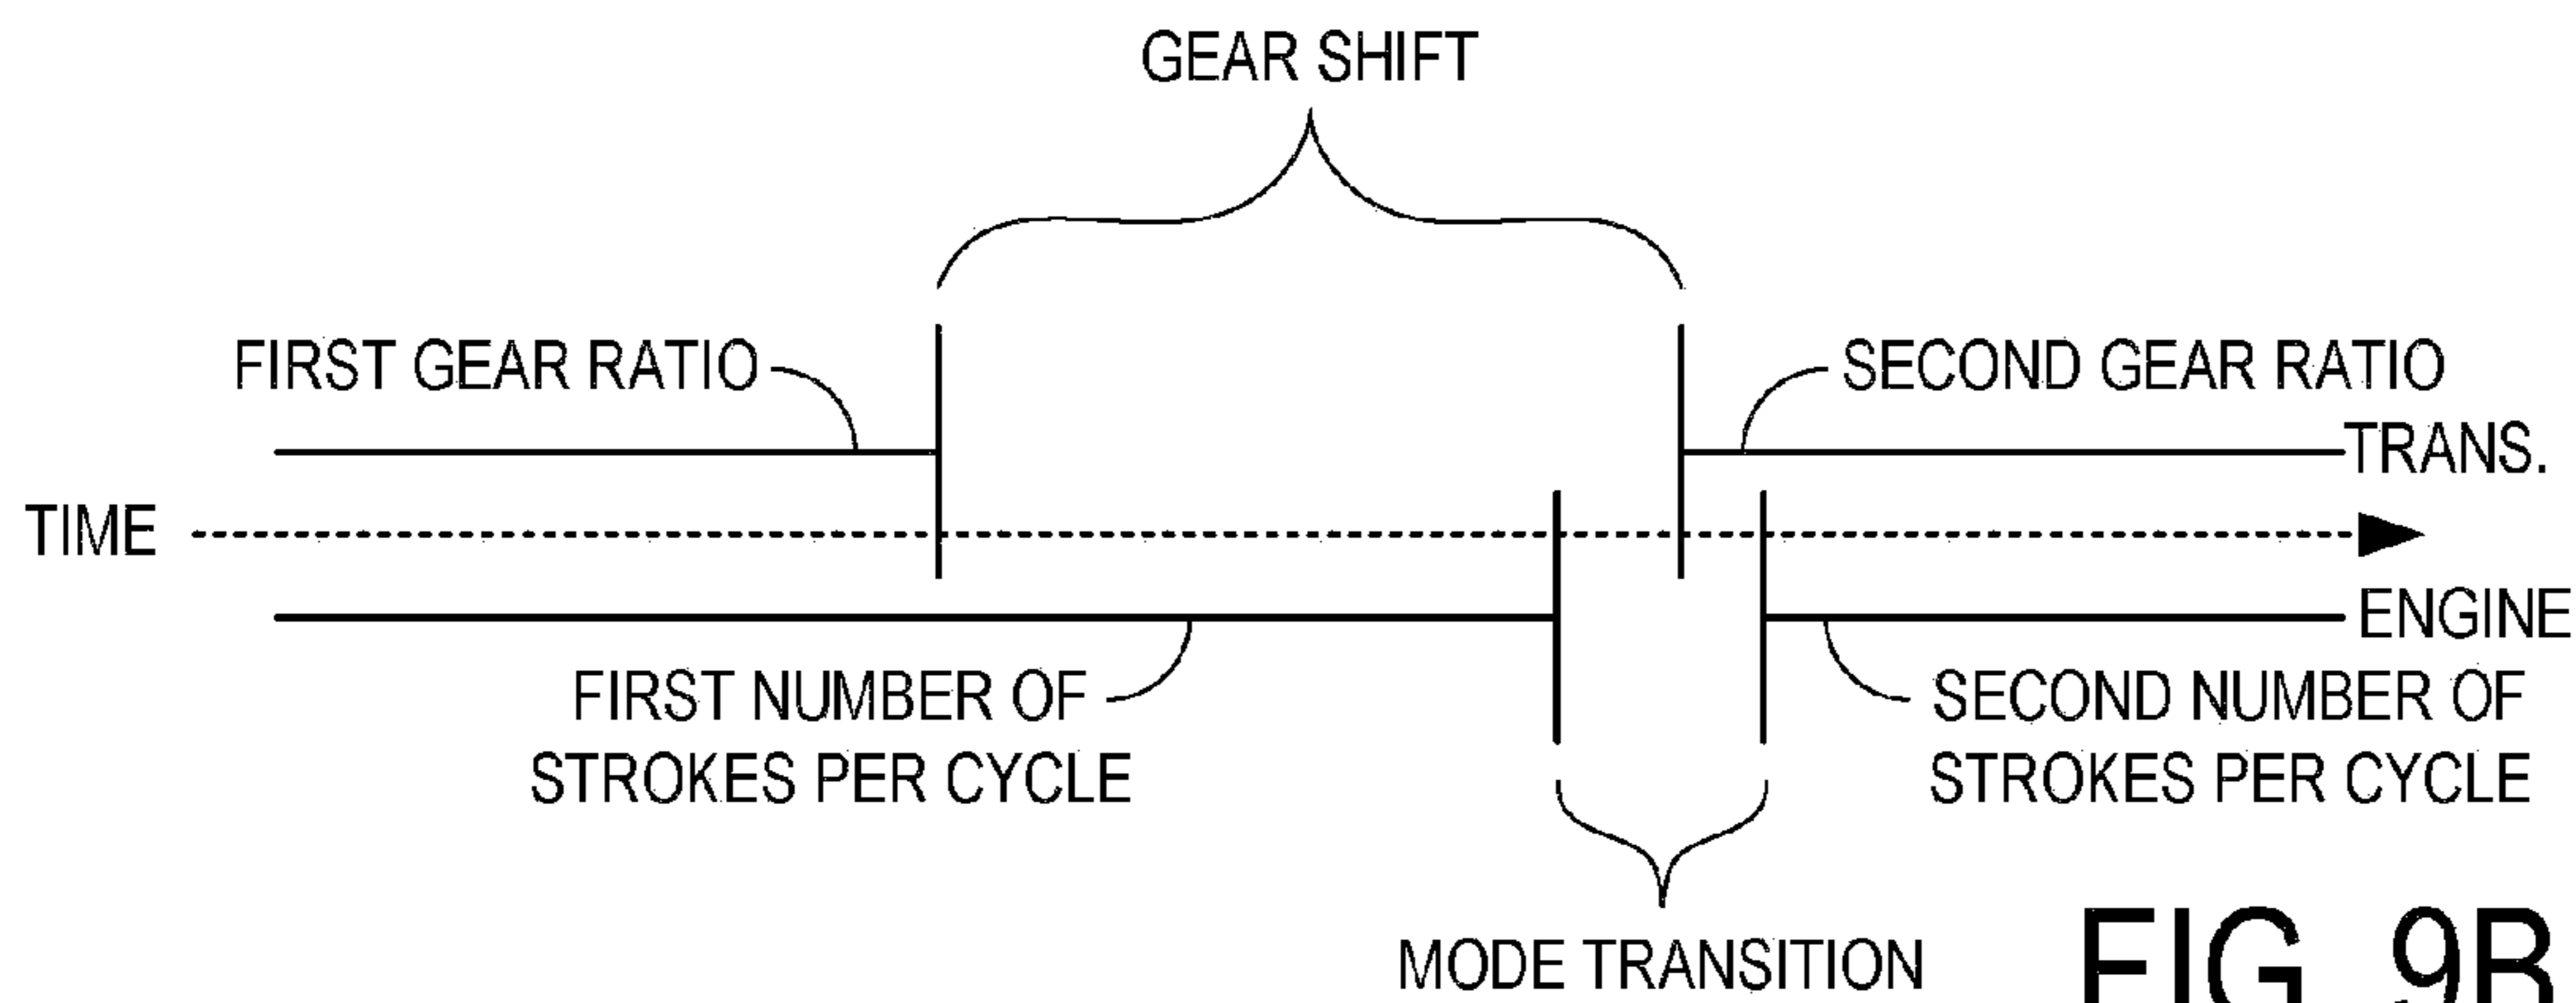 GEAR SHIFT
FIRST GEAR RATIO
SECOND GEAR RATIO
TRANS.
TIME
ENGINE
FIRST NUMBER OF
STROKES PER CYCLE
SECOND NUMBER OF
STROKES PER CYCLE
MODE TRANSITION
FIG. 9B